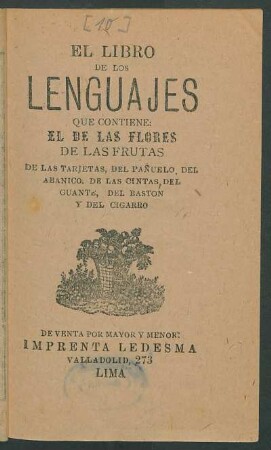 [10]
EL LIBRO
DE LOS
LENGUAJES
QUE CONTIENE:
EL DE LAS FLORES
DE LAS FRUTAS
DE LAS TARJETAS, DEL PAÑUELO, DEL
ABANICO, DE LAS CINTAS, DEL
GUANTE, DEL BASTON
Y DEL CIGARRO
DE VENTA POR MAYOR Y MENOR:
IMPRENTA LEDESMA
VALLADOLID, 273
LIMA